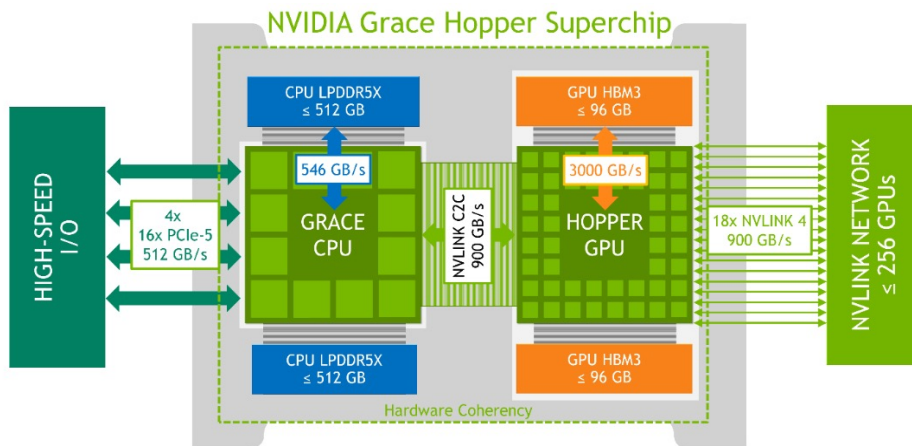 NVIDIA Grace Hopper Superchip
HIGH-SPEED
I/O
4x
16x PCIe-5
512 GB/s
CPU LPDDR5X
≤ 512 GB
546 GB/s
GRACE
CPU
CPU LPDDR5X
≤ 512 GB
NVLINK C2C
900 GB/s
GPU HBM3
≤ 96 GB
3000 GB/s
HOPPER
GPU
GPU HBM3
≤ 96 GB
18x NVLINK 4
900 GB/s
NVLINK NETWORK
≤ 256 GPUs
Hardware Coherency